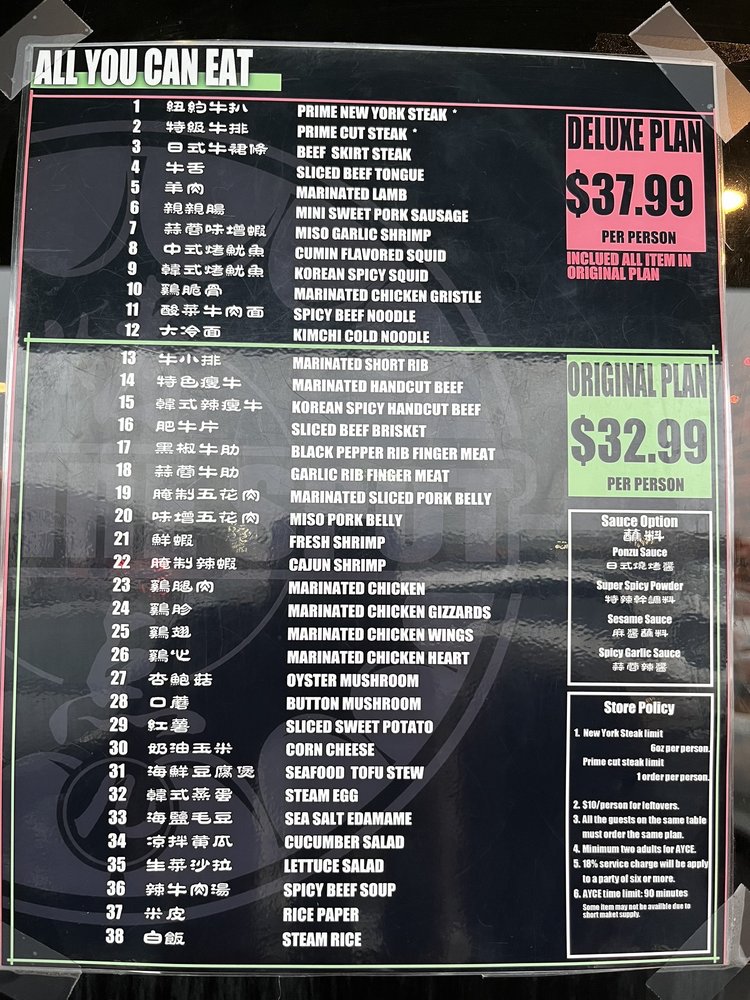 ALL YOU CAN EAT
1 紐約牛扒 PRIME NEW YORK STEAK *
2 特級牛排 PRIME CUT STEAK *
3 日式牛裙條 BEEF SKIRT STEAK
4 牛舌 SLICED BEEF TONGUE
5 羊肉 MARINATED LAMB
6 親親腸 MINI SWEET PORK SAUSAGE
7 蒜蓉味增蝦 MISO GARLIC SHRIMP
8 中式烤魷魚 CUMIN FLAVORED SQUID
9 韓式烤魷魚 KOREAN SPICY SQUID
10 鷄脆骨 MARINATED CHICKEN GRISTLE
11 酸菜牛肉面 SPICY BEEF NOODLE
12 大冷面 KIMCHI COLD NOODLE
DELUXE PLAN
$37.99
PER PERSON
INCLUED ALL ITEM IN
ORIGINAL PLAN
13 牛小排 MARINATED SHORT RIB
14 特色瘦牛 MARINATED HANDCUT BEEF
15 韓式辣瘦牛 KOREAN SPICY HANDCUT BEEF
16 肥牛片 SLICED BEEF BRISKET
17 黑椒牛肋 BLACK PEPPER RIB FINGER MEAT
18 蒜蓉牛肋 GARLIC RIB FINGER MEAT
19 腌制五花肉 MARINATED SLICED PORK BELLY
20 味增五花肉 MISO PORK BELLY
21 鮮蝦 FRESH SHRIMP
22 腌制辣蝦 CAJUN SHRIMP
23 鷄腿肉 MARINATED CHICKEN
24 鷄胗 MARINATED CHICKEN GIZZARDS
25 鷄翅 MARINATED CHICKEN WINGS
26 鷄心 MARINATED CHICKEN HEART
27 杏鮑菇 OYSTER MUSHROOM
28 口蘑 BUTTON MUSHROOM
29 紅薯 SLICED SWEET POTATO
30 奶油玉米 CORN CHEESE
31 海鮮豆腐煲 SEAFOOD TOFU STEW
32 韓式蒸蛋 STEAM EGG
33 海鹽毛豆 SEA SALT EDAMAME
34 凉拌黄瓜 CUCUMBER SALAD
35 生菜沙拉 LETTUCE SALAD
36 辣牛肉湯 SPICY BEEF SOUP
37 米皮 RICE PAPER
38 白飯 STEAM RICE
ORIGINAL PLAN
$32.99
PER PERSON
Sauce Option
蘸料
Ponzu Sauce
日式燒烤醬
Super Spicy Powder
特辣幹調料
Sesame Sauce
麻醬蘸料
Spicy Garlic Sauce
蒜蓉辣醬
Store Policy
1. New York Steak limit
6oz per person.
Prime cut steak limit
1 order per person.
2. $10/person for leftovers.
3. All the guests on the same table
must order the same plan.
4. Minimum two adults for AYCE.
5. 18% service charge will be apply
to a party of six or more.
6. AYCE time limit: 90 minutes
Some item may not be availible due to
short maket supply.